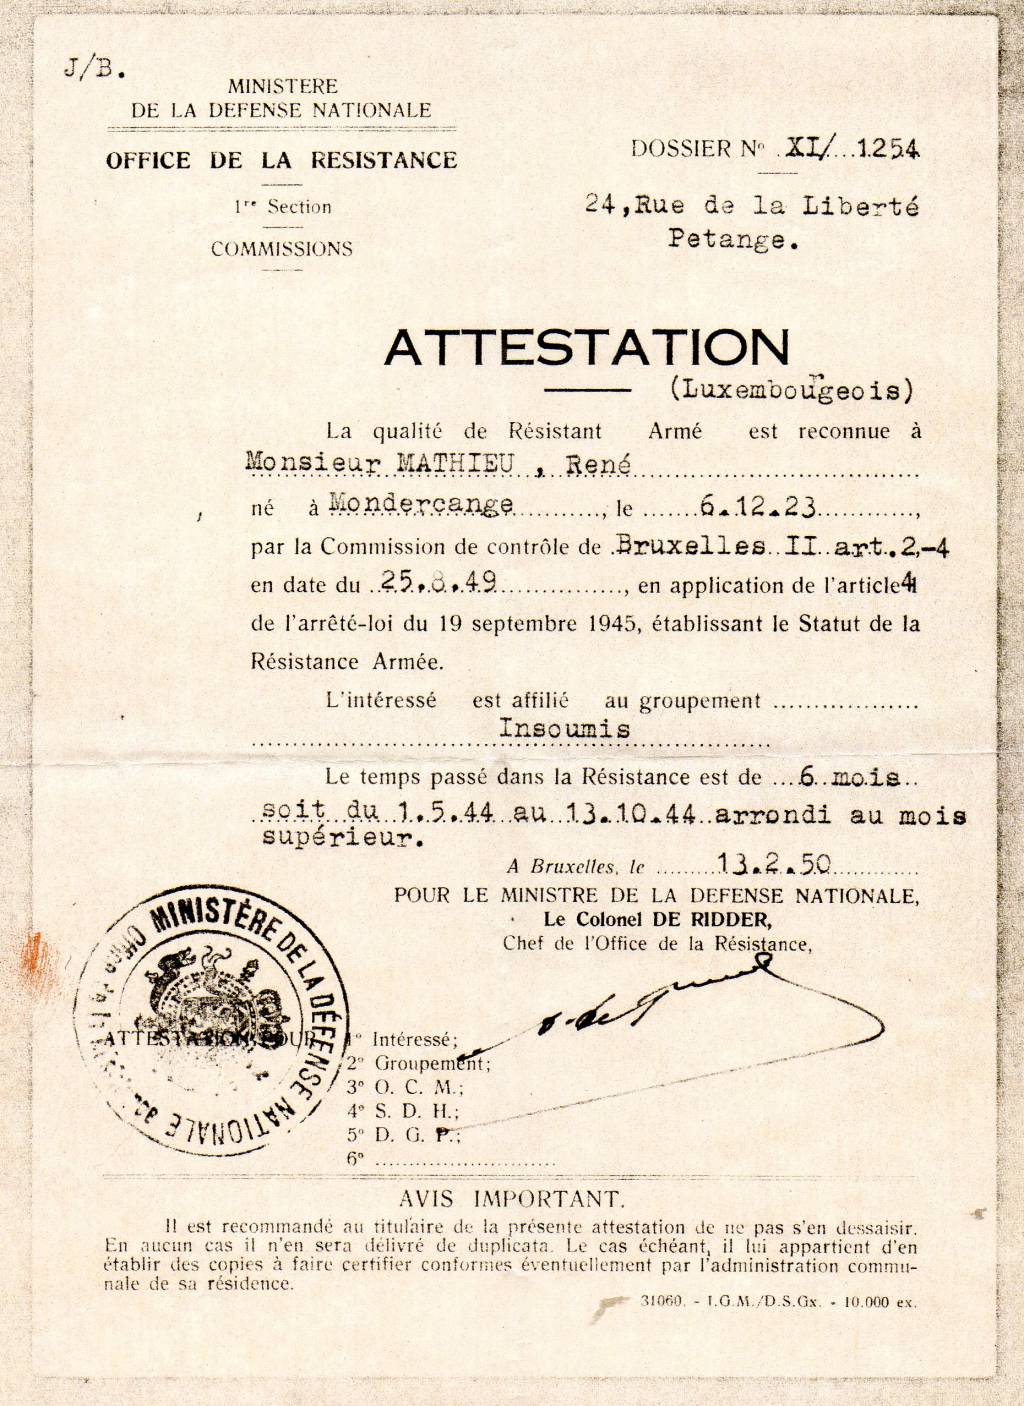 J/B.
MINISTERE
DE LA DEFENSE NATIONALE
OFFICE DE LA RESISTANCE
1re Section
COMMISSIONS
DOSSIER No .XI/...1.254
24,Rue de la Liberté
Petange.
ATTESTATION
(Luxembourgeois)
La qualité de Résistant Armé est reconnue à
Monsieur MATHIEU , René
né à Mondercange..........., le .......6.12.23............,
par la Commission de contrôle de .Bruxelles II art.2,-4
en date du ..25.8.49................, en application de l'article 4
de l'arrêté-loi du 19 septembre 1945, établissant le Statut de la
Résistance Armée.
L'intéressé est affilié au groupement ..................
Insoumis
Le temps passé dans la Résistance est de ...6 mois..
soit du 1.5.44 au 13.10.44 arrondi au mois
supérieur.
A Bruxelles, le .........13.2.50............
POUR LE MINISTRE DE LA DEFENSE NATIONALE,
Le Colonel DE RIDDER,
Chef de l'Office de la Résistance,
MINISTÈRE DE LA DÉFENSE NATIONALE
ATTESTATION POUR 1o Intéressé;
2o Groupement;
3o O. C. M.;
4o S. D. H.;
5o D. G. P.;
6o ..........................
AVIS IMPORTANT.
Il est recommandé au titulaire de la présente attestation de ne pas s'en dessaisir.
En aucun cas il n'en sera délivré de duplicata. Le cas échéant, il lui appartient d'en
établir des copies à faire certifier conformes éventuellement par l'administration commu-
nale de sa résidence.
31060. - I.G.M./D.S.Gx. - 10.000 ex.